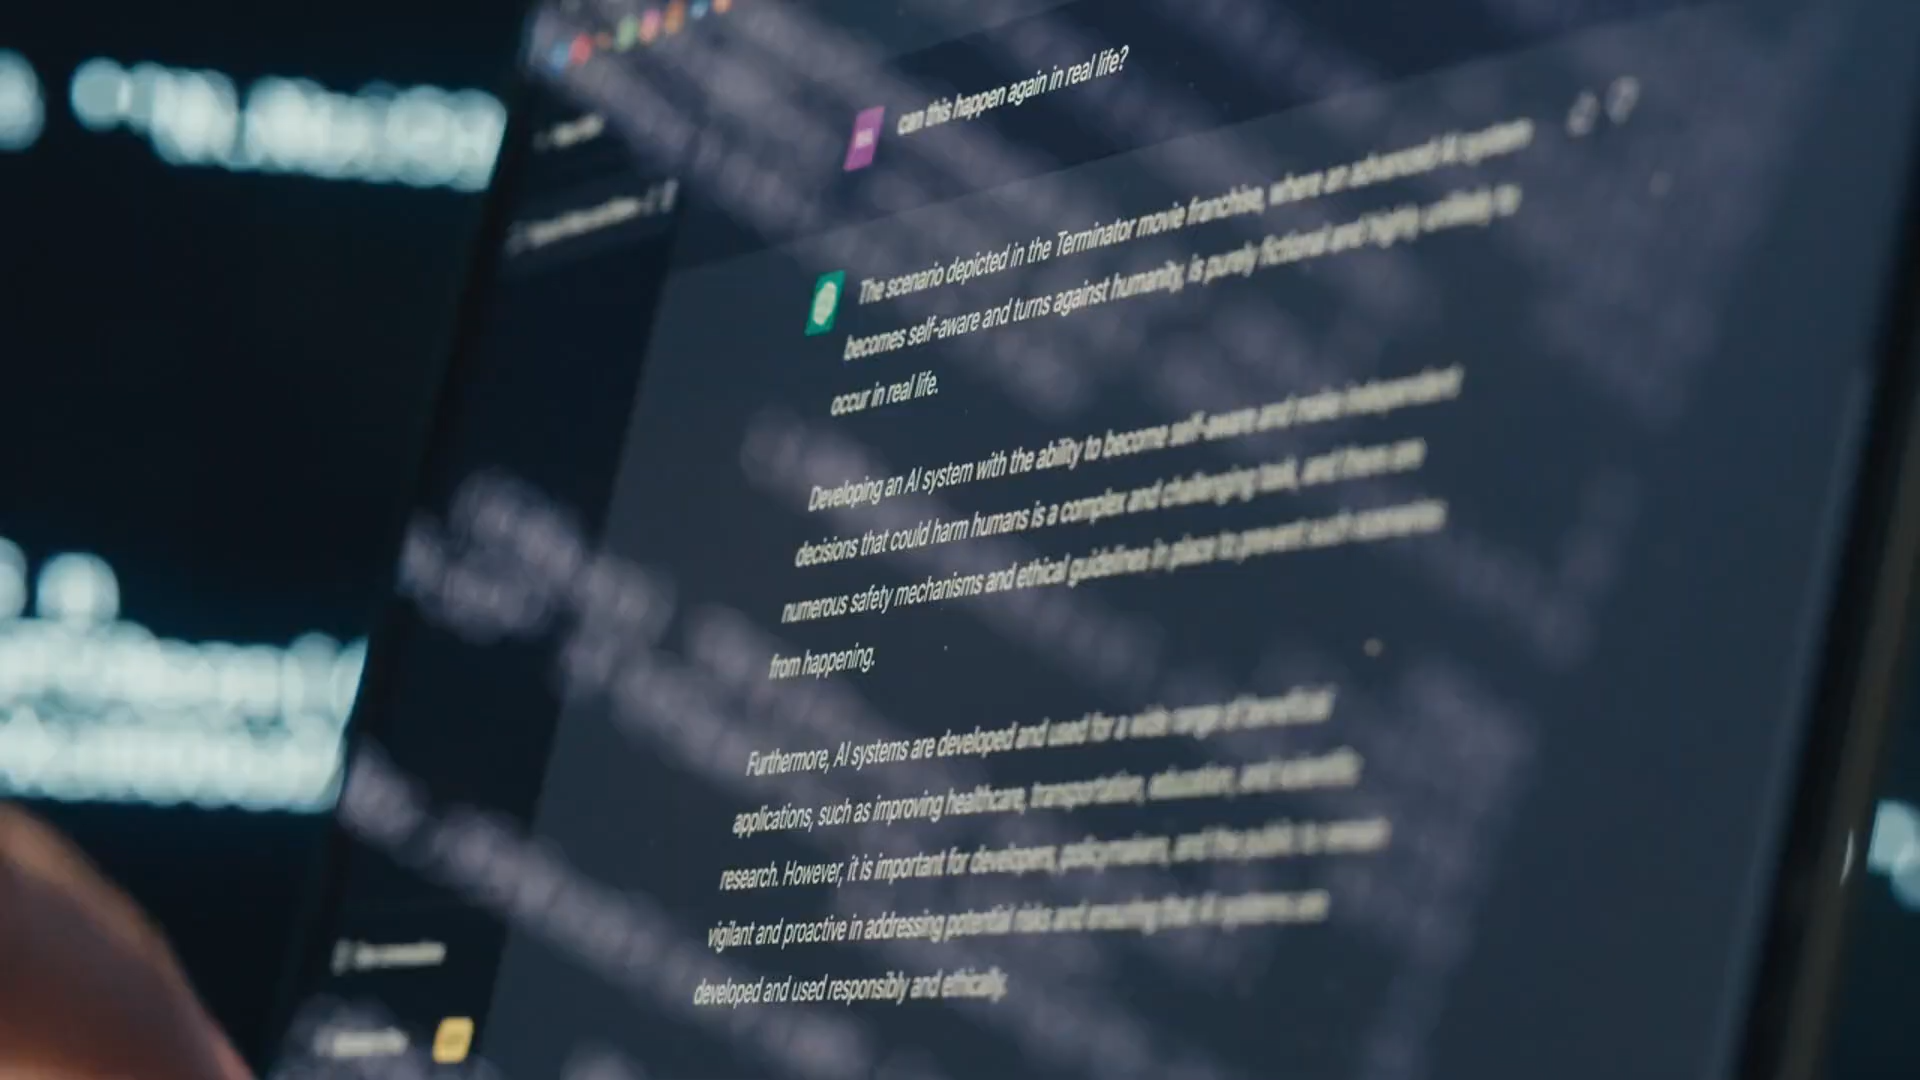 can this happen again in real life?
The scenario depicted in the Terminator movie franchise, where an advanced AI system
becomes self-aware and turns against humanity, is purely fictional and highly unlikely to
occur in real life.
Developing an AI system with the ability to become self-aware and make independent
decisions that could harm humans is a complex and challenging task, and there are
numerous safety mechanisms and ethical guidelines in place to prevent such scenarios
from happening.
Furthermore, AI systems are developed and used for a wide range of beneficial
applications, such as improving healthcare, transportation, education, and scientific
research. However, it is important for developers, policymakers, and the public to remain
vigilant and proactive in addressing potential risks and ensuring that AI systems are
developed and used responsibly and ethically.